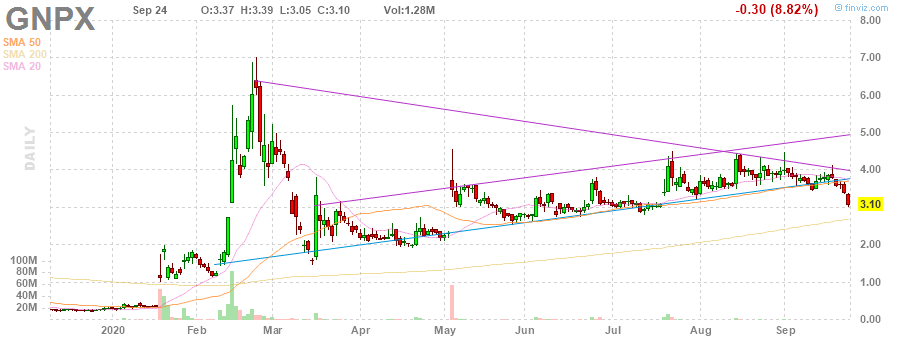 GNPX Sep 24 O:3.37 H:3.39 L:3.05 C:3.10 Vol:1.28M -0.30 (8.82%) finviz.com
SMA 50
SMA 200
SMA 20
DAILY
8.00
7.00
6.00
5.00
4.00
3.10
2.00
1.00
0.00
100M
80M
60M
40M
20M
2020 Feb Mar Apr May Jun Jul Aug Sep